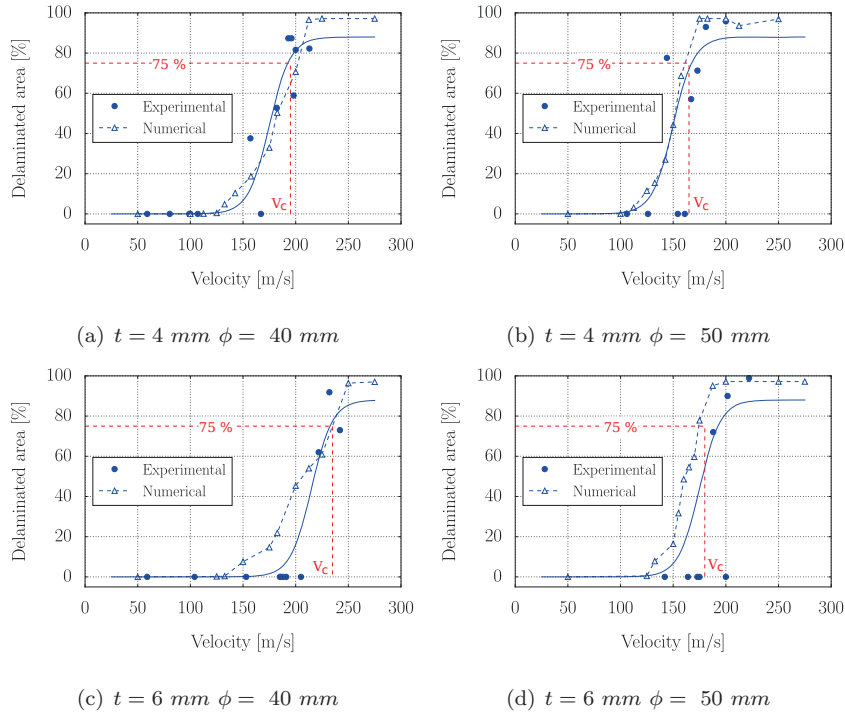 100
80
60
40
20
0
Delaminated area [%]
75 %
Experimental
Numerical
Vc
0 50 100 150 200 250 300
Velocity [m/s]
(a) t = 4 mm ϕ = 40 mm
100
80
60
40
20
0
Delaminated area [%]
75 %
Experimental
Numerical
Vc
0 50 100 150 200 250 300
Velocity [m/s]
(b) t = 4 mm ϕ = 50 mm
100
80
60
40
20
0
Delaminated area [%]
75 %
Experimental
Numerical
Vc
0 50 100 150 200 250 300
Velocity [m/s]
(c) t = 6 mm ϕ = 40 mm
100
80
60
40
20
0
Delaminated area [%]
75 %
Experimental
Numerical
Vc
0 50 100 150 200 250 300
Velocity [m/s]
(d) t = 6 mm ϕ = 50 mm